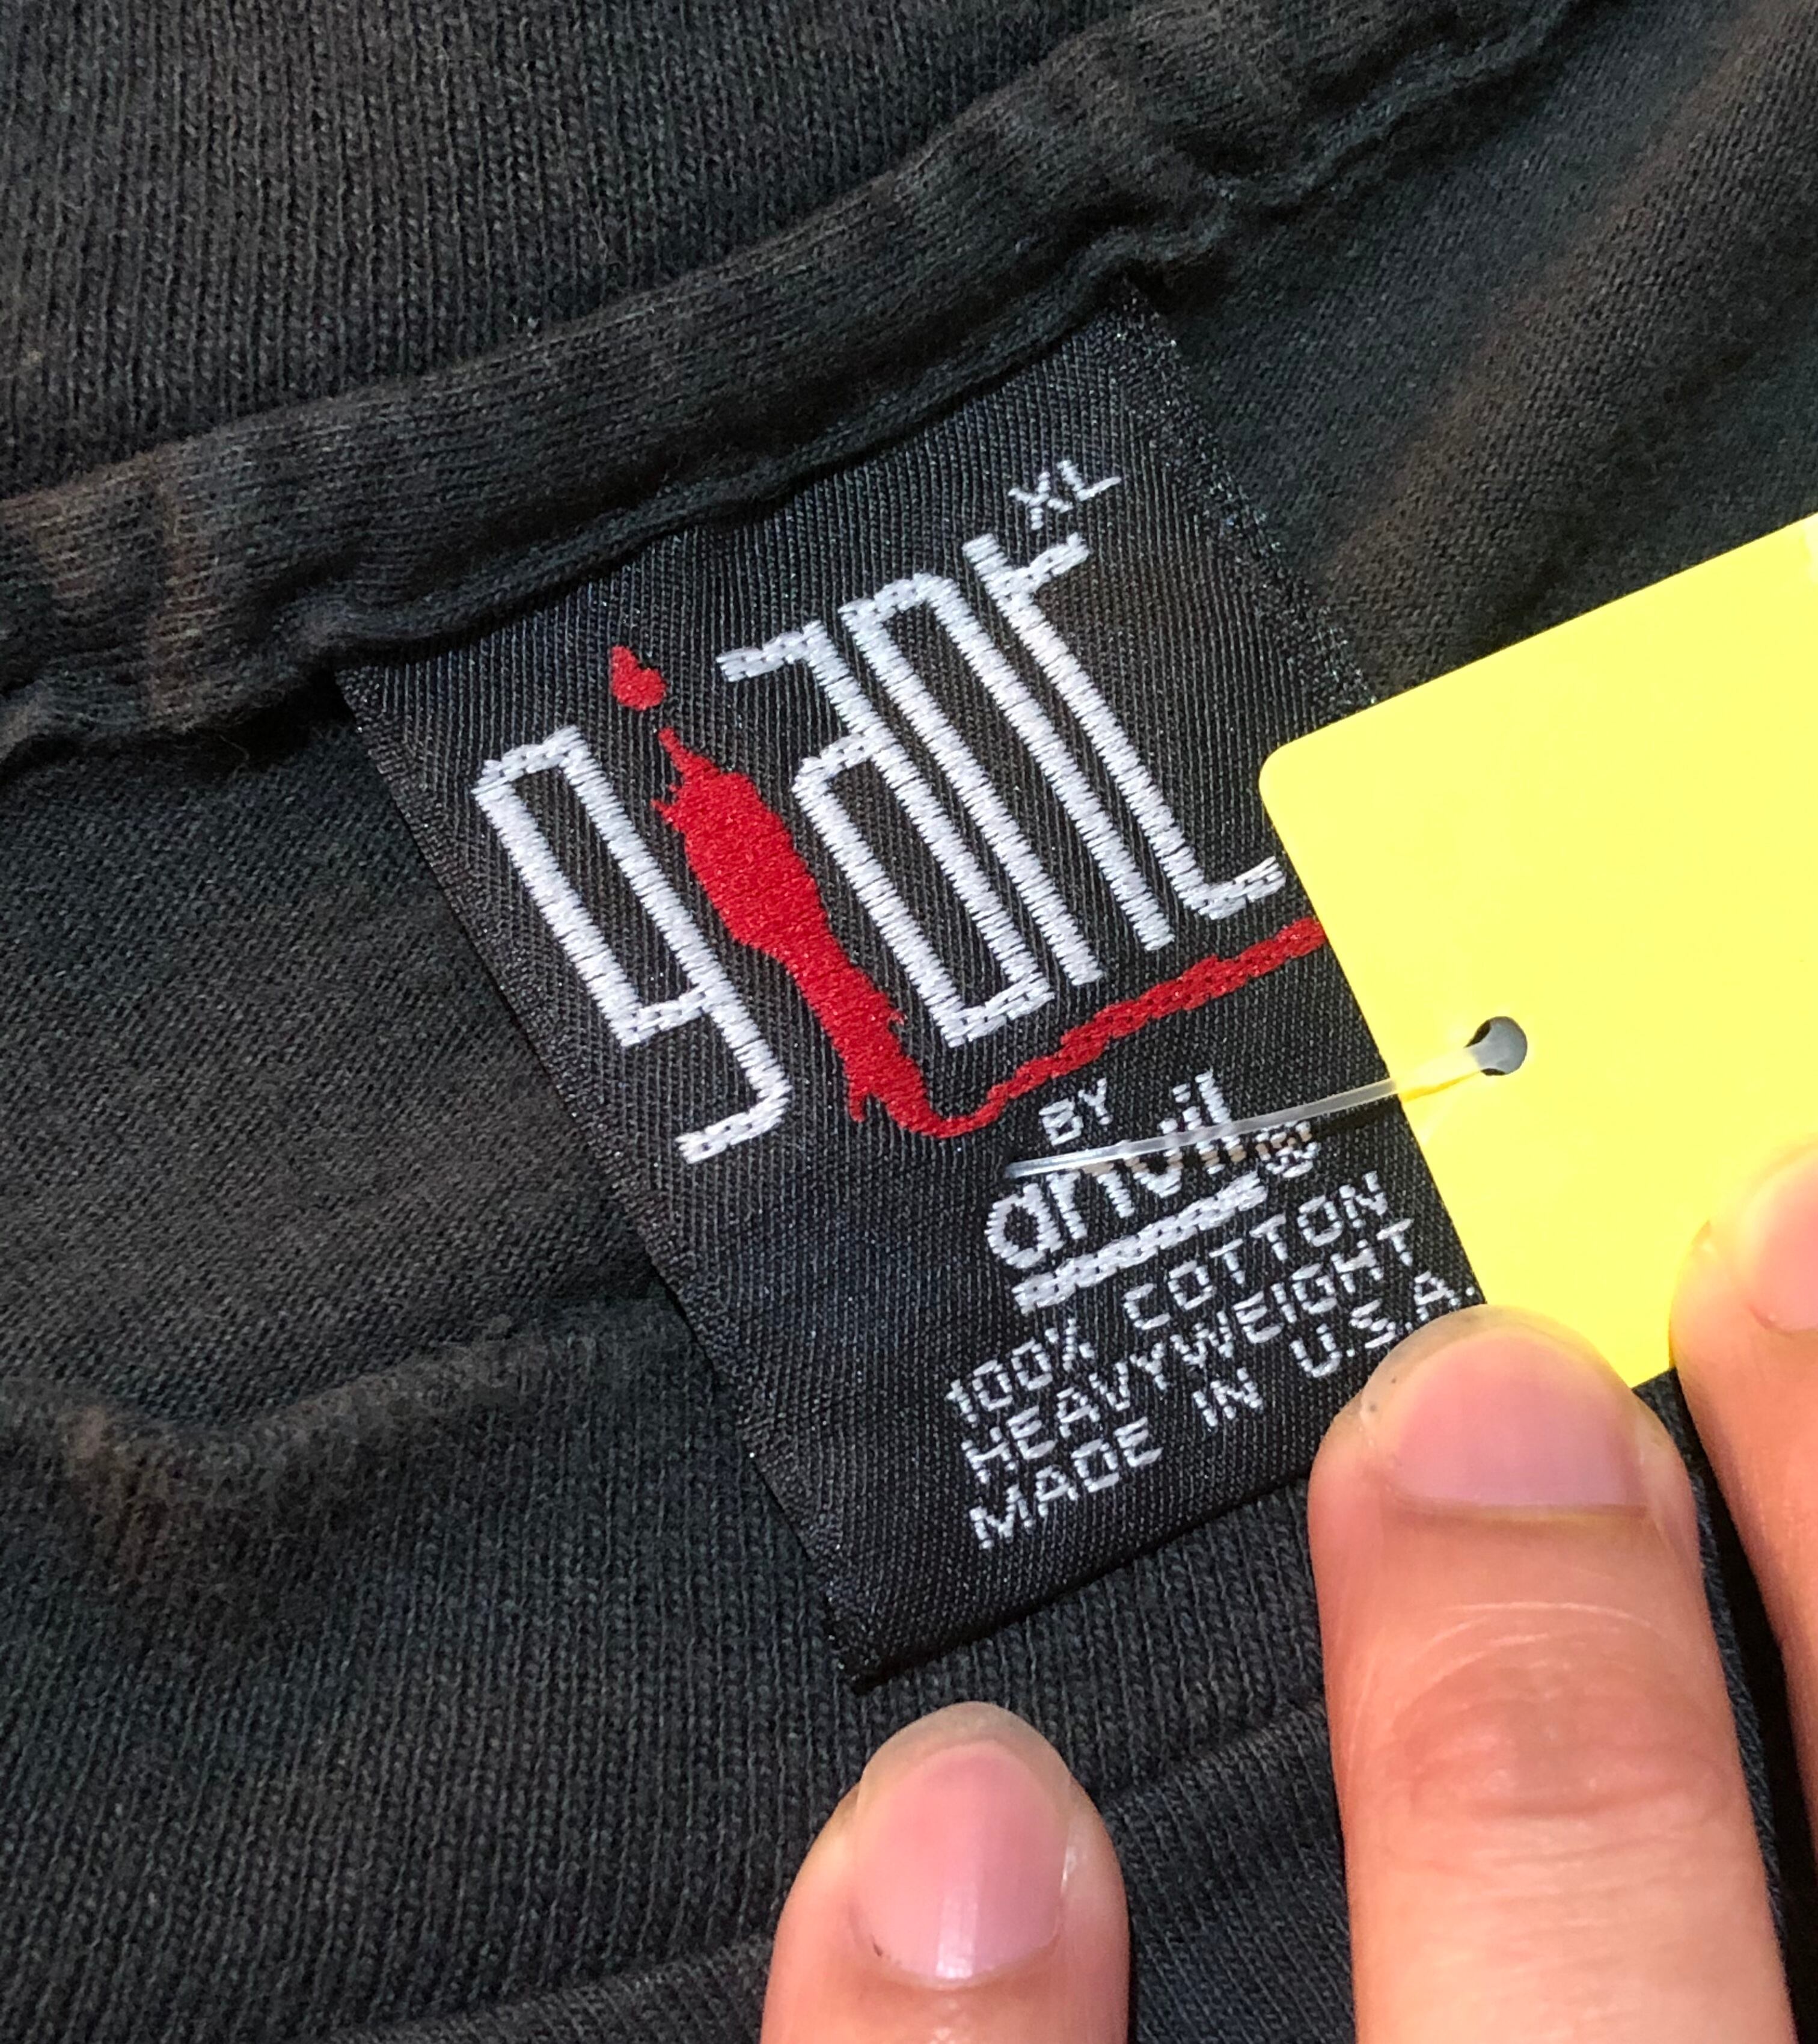 XL
giant
BY
anvil®
100% COTTON
HEAVYWEIGHT
MADE IN U.S.A.